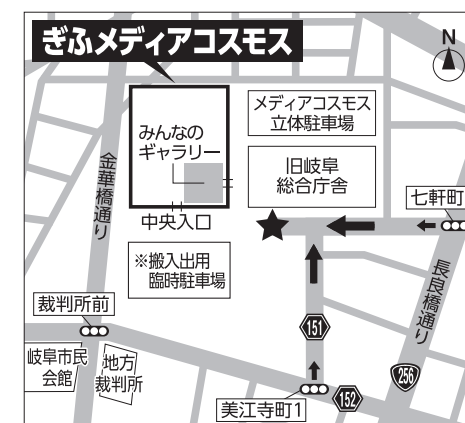 ぎふメディアコスモス
N
メディアコスモス
立体駐車場
みんなの
ギャラリー
旧岐阜
総合庁舎
金華橋通り
七軒町
中央入口
※搬入出用
臨時駐車場
長良橋通り
裁判所前
151
岐阜市民
会館
地方
裁判所
256
美江寺町1
152